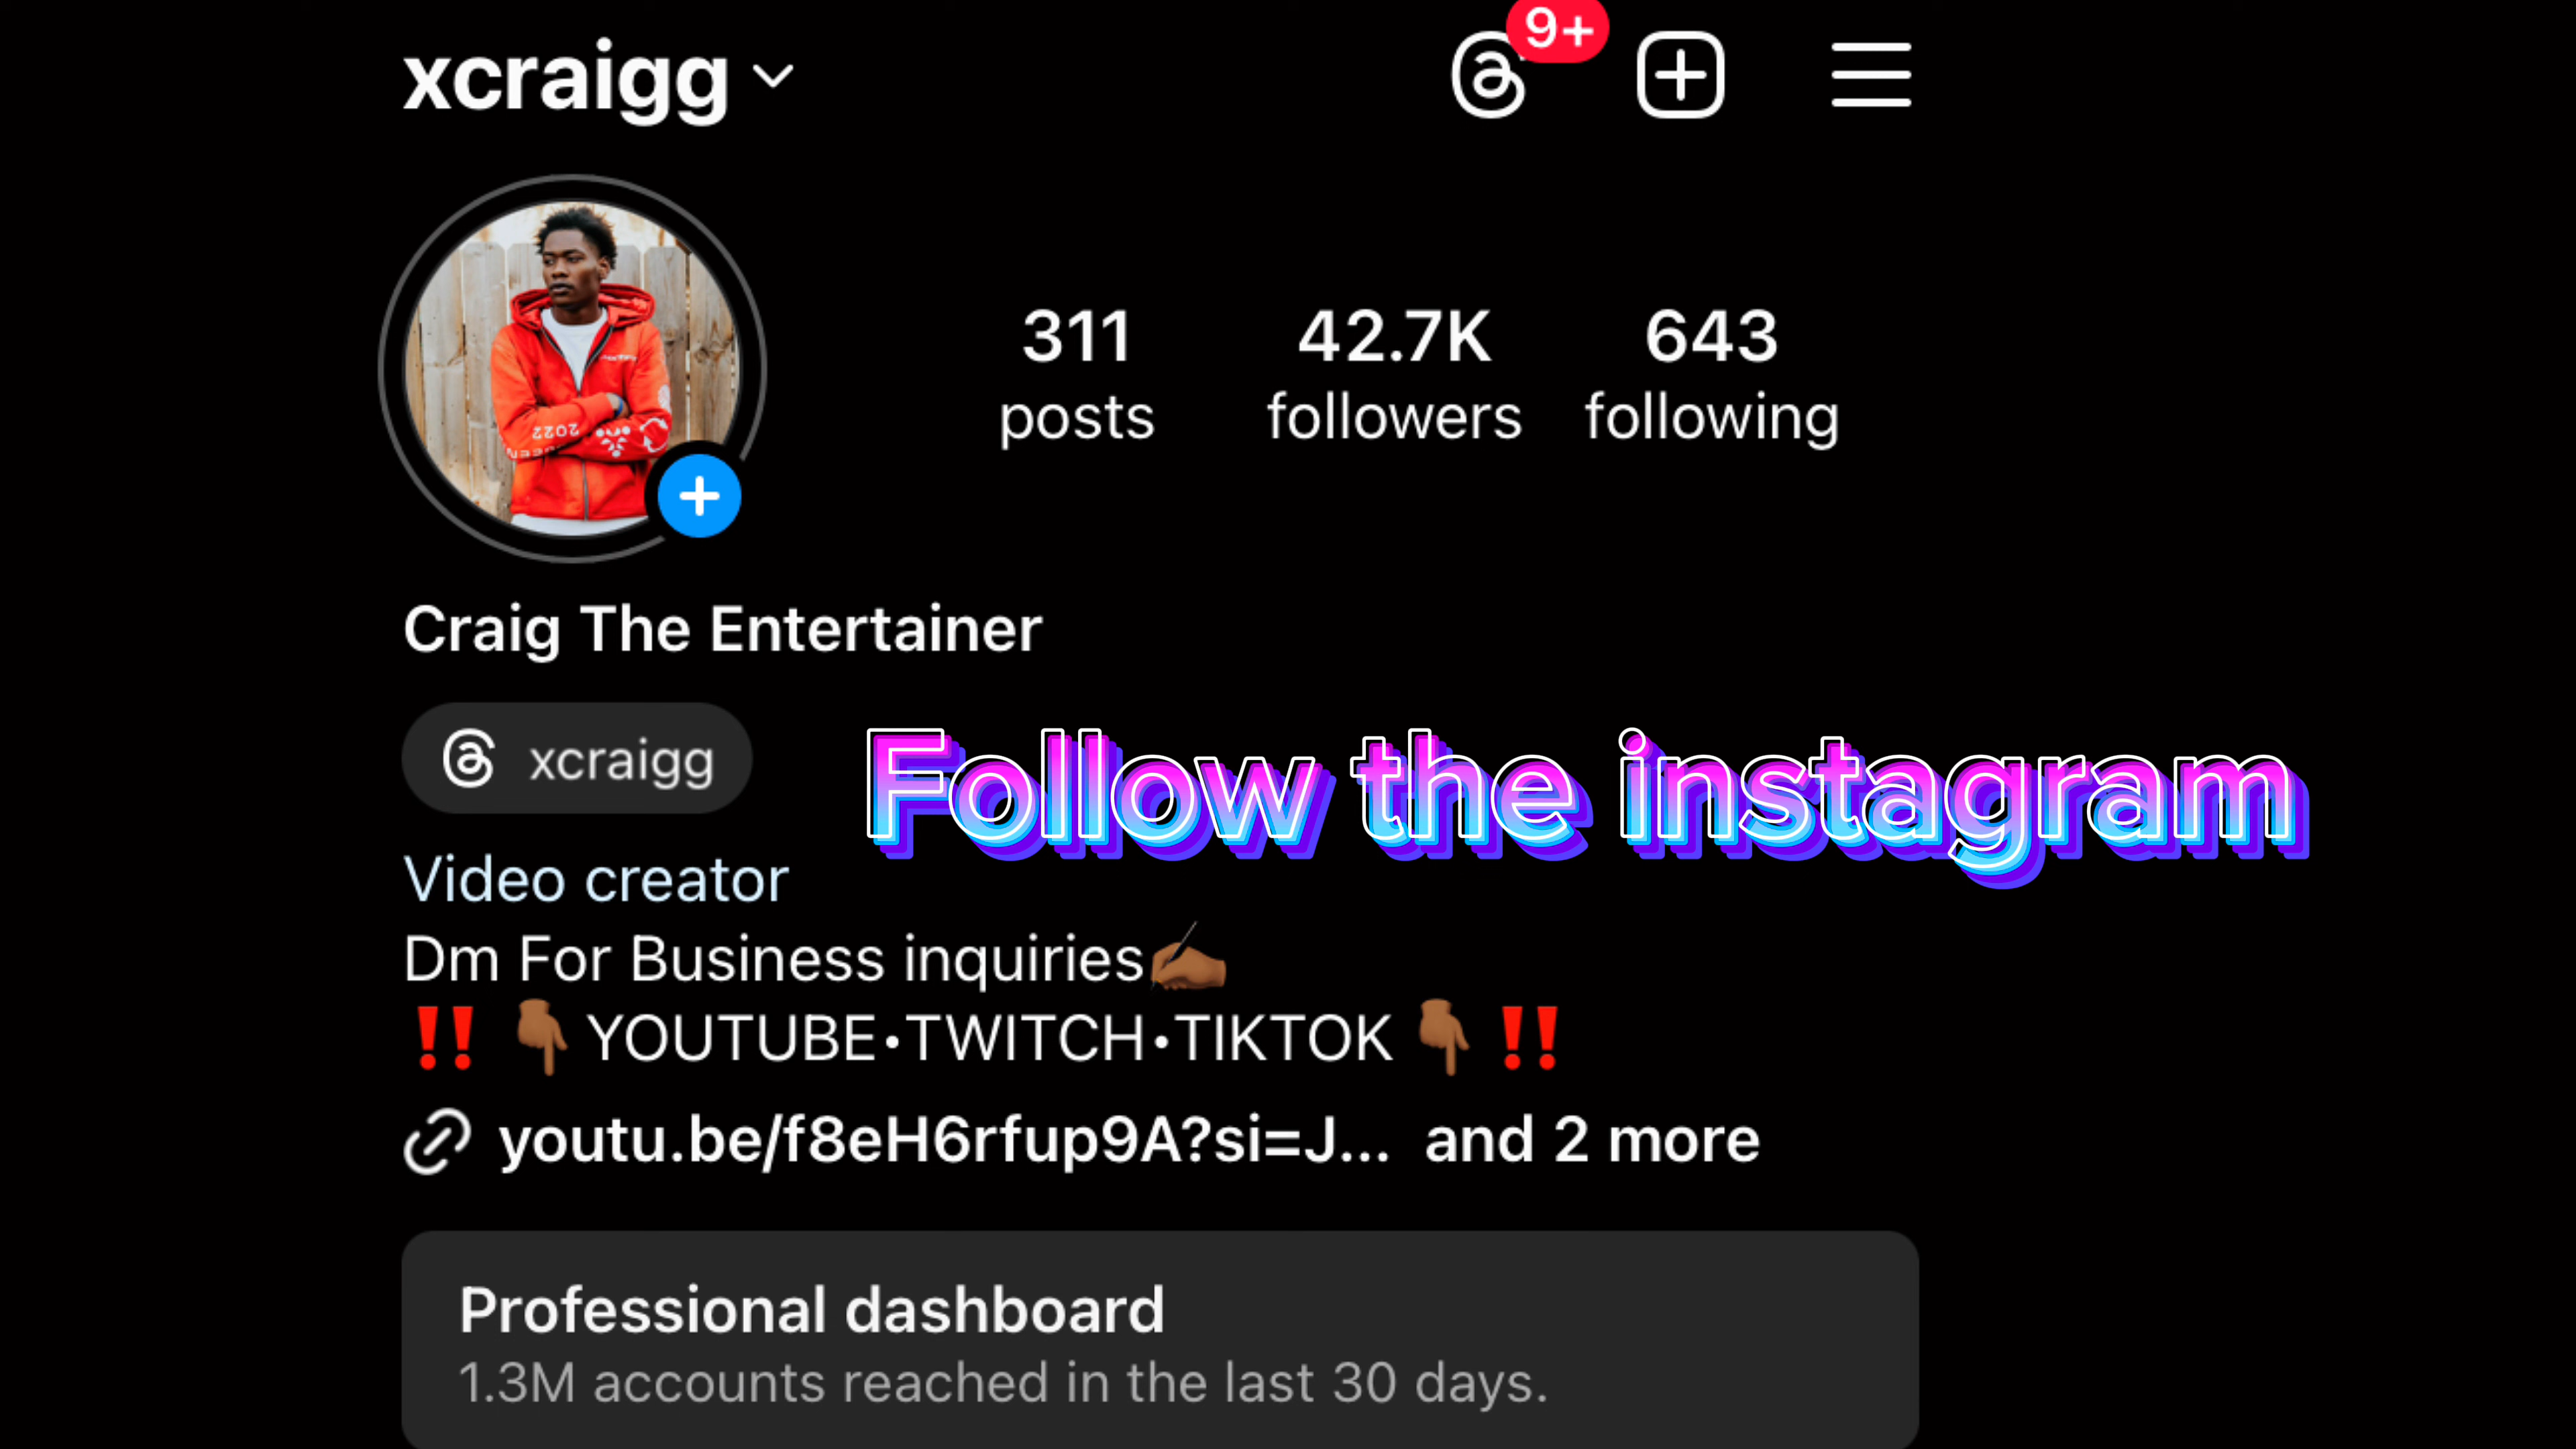 xcraigg
9+
311 42.7K 643
posts followers following
2022
Craig The Entertainer
xcraigg
Follow the instagram
Video creator
Dm For Business inquiries✍🏾
‼️ 👇🏾YOUTUBE•TWITCH•TIKTOK👇🏾 ‼️
youtu.be/f8eH6rfup9A?si=J... and 2 more
Professional dashboard
1.3M accounts reached in the last 30 days.